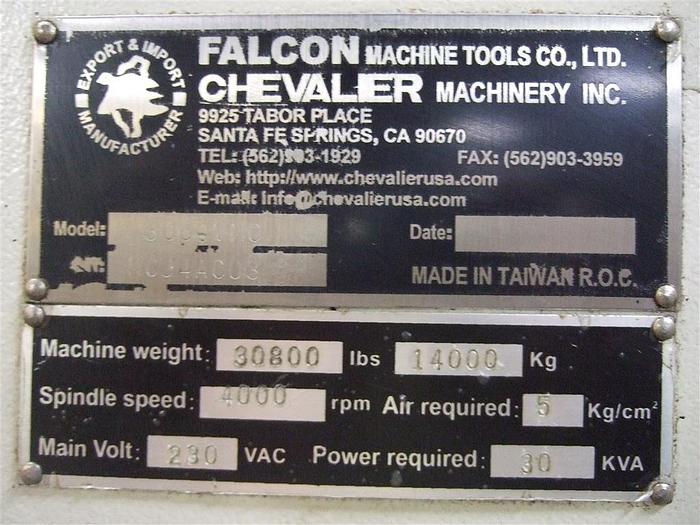 EXPORT & IMPORT
MANUFACTURER
FALCON MACHINE TOOLS CO., LTD.
CHEVALIER MACHINERY INC.
9925 TABOR PLACE
SANTA FE SPRINGS, CA 90670
TEL: (562)903-1929 FAX: (562)903-3959
Web: http://www.chevalierusa.com
E-mail: info@chevalierusa.com
Model: Date:
MADE IN TAIWAN R.O.C.
Machine weight: 30800 lbs 14000 Kg
Spindle speed: 4000 rpm Air required: 5 Kg/cm²
Main Volt: 230 VAC Power required: 30 KVA